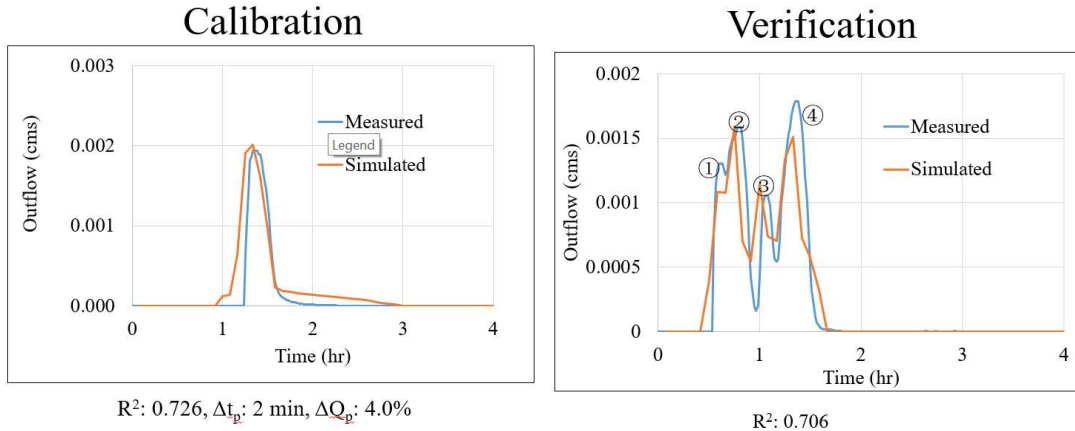 Calibration
0.003
0.002
0.001
0.000
Outflow (cms)
Measured
Legend
Simulated
0 1 2 3 4
Time (hr)
R²: 0.726, Δtₚ: 2 min, ΔQₚ: 4.0%
Verification
0.002
0.0015
0.001
0.0005
0
Outflow (cms)
① ② ③ ④
Measured
Simulated
0 1 2 3 4
Time (hr)
R²: 0.706